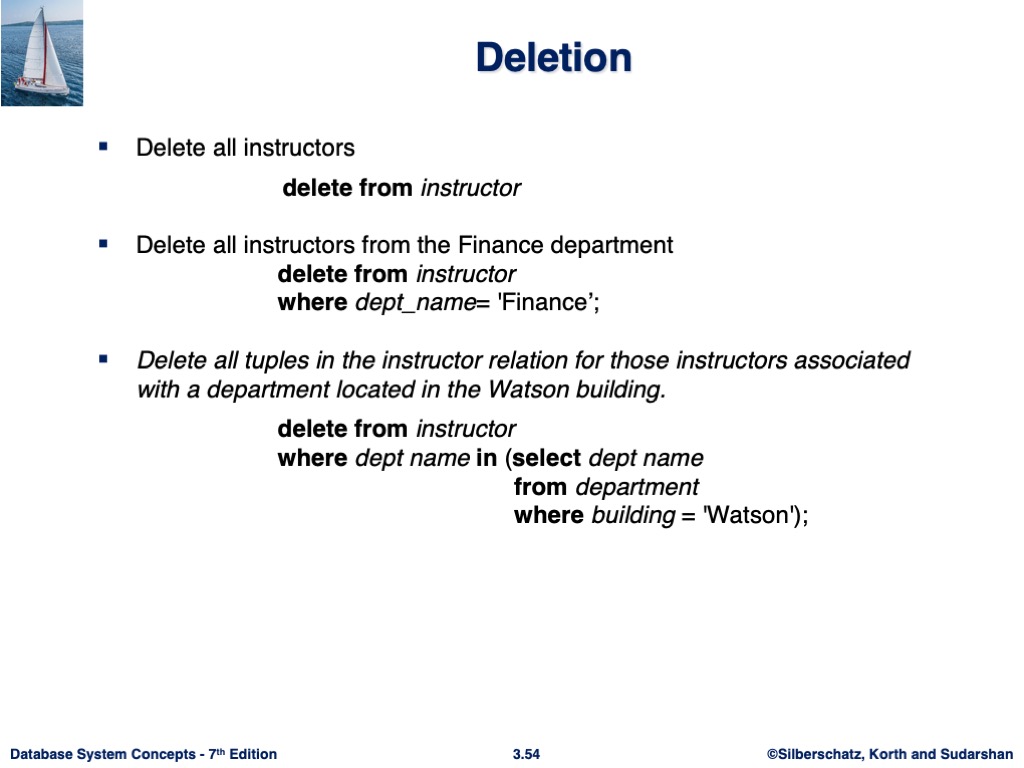 Deletion
▪ Delete all instructors
delete from instructor
▪ Delete all instructors from the Finance department
delete from instructor
where dept_name= 'Finance’;
▪ Delete all tuples in the instructor relation for those instructors associated
with a department located in the Watson building.
delete from instructor
where dept name in (select dept name
from department
where building = 'Watson');
Database System Concepts - 7th Edition
3.54
©Silberschatz, Korth and Sudarshan